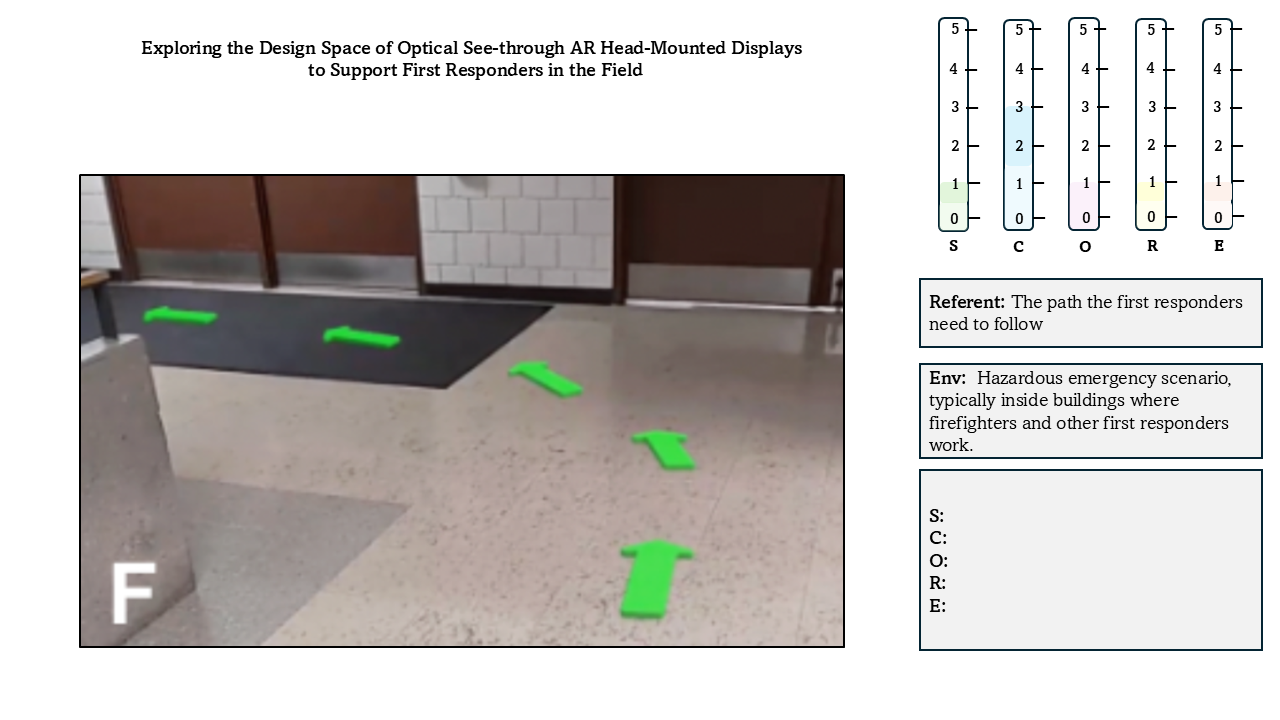 Exploring the Design Space of Optical See-through AR Head-Mounted Displays
to Support First Responders in the Field
5 5 5 5 5
4 4 4 4 4
3 3 3 3 3
2 2 2 2 2
1 1 1 1 1
0 0 0 0 0
S C O R E
Referent: The path the first responders
need to follow
Env: Hazardous emergency scenario,
typically inside buildings where
firefighters and other first responders
work.
S:
C:
O:
R:
E:
F